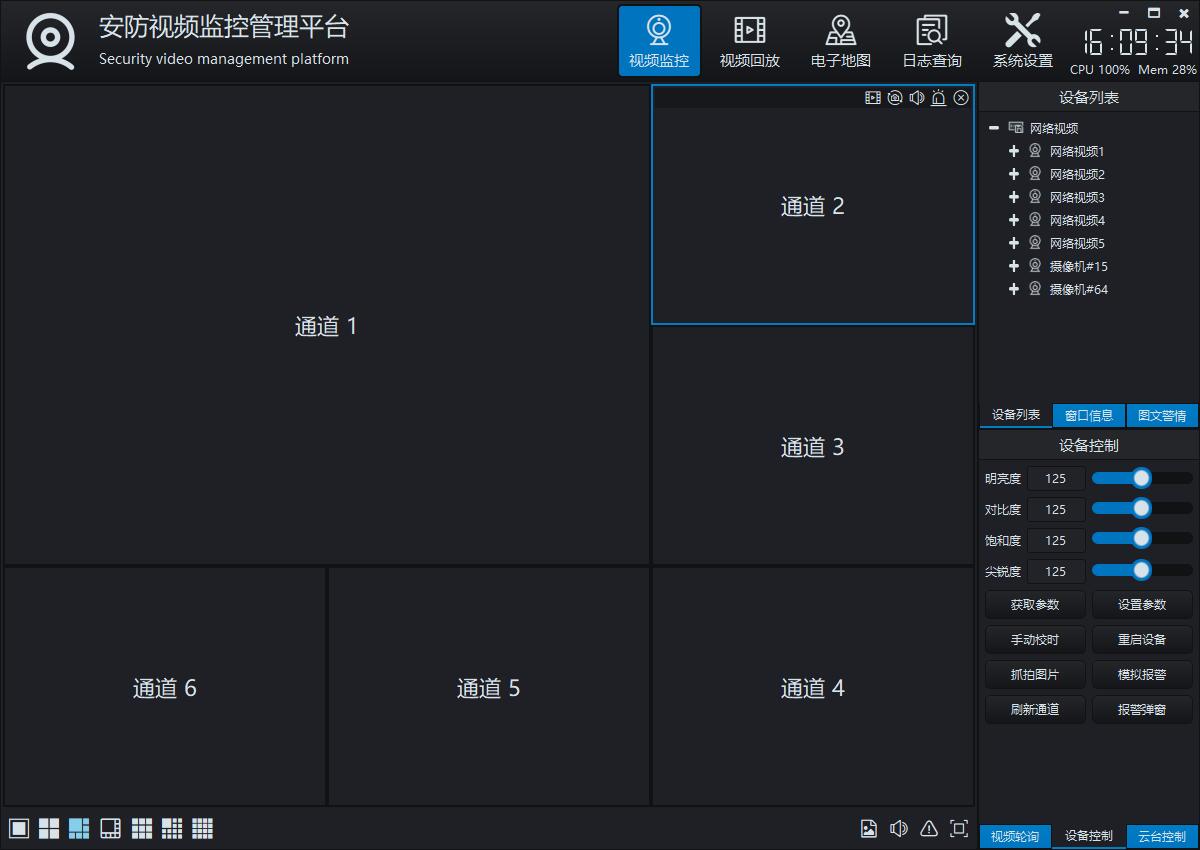 安防视频监控管理平台
Security video management platform
视频监控
视频回放
电子地图
日志查询
系统设置
16:09:34
CPU 100% Mem 28%
通道 1
通道 2
通道 3
通道 6
通道 5
通道 4
设备列表
网络视频
网络视频1
网络视频2
网络视频3
网络视频4
网络视频5
摄像机#15
摄像机#64
设备列表 窗口信息 图文警情
设备控制
明亮度 125
对比度 125
饱和度 125
尖锐度 125
获取参数 设置参数
手动校时 重启设备
抓拍图片 模拟报警
刷新通道 报警弹窗
视频轮询 设备控制 云台控制